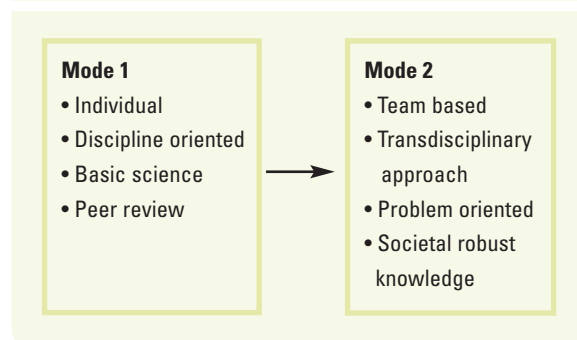 Mode 1
• Individual
• Discipline oriented
• Basic science
• Peer review
Mode 2
• Team based
• Transdisciplinary
approach
• Problem oriented
• Societal robust
knowledge